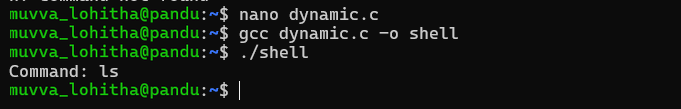 muvva_lohitha@pandu:~$ nano dynamic.c
muvva_lohitha@pandu:~$ gcc dynamic.c -o shell
muvva_lohitha@pandu:~$ ./shell
Command: ls
muvva_lohitha@pandu:~$